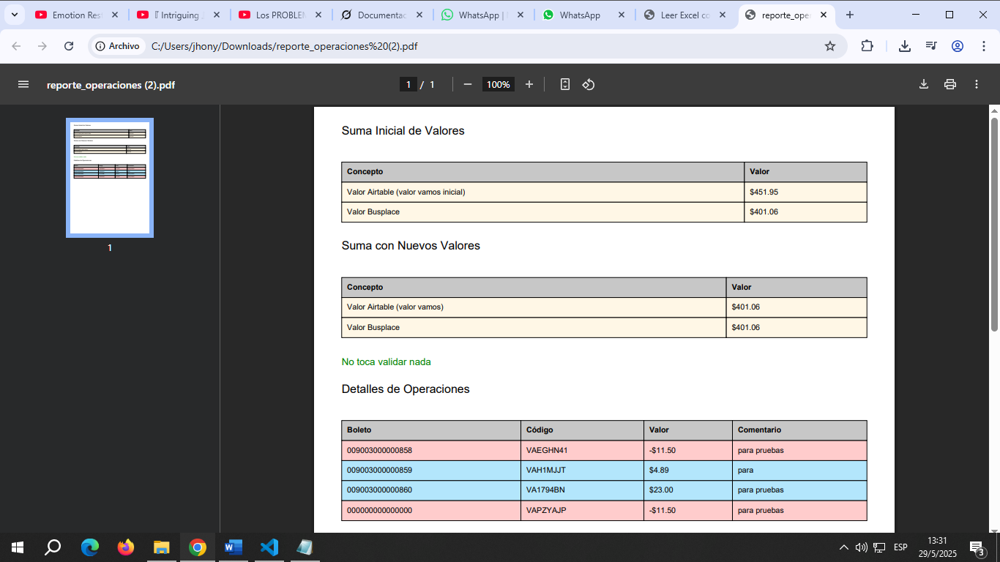 Emotion Res
Intriguing
Los PROBLEM
Documentac
WhatsApp |
WhatsApp
Leer Excel co
reporte_ope
Archivo
C:/Users/jhony/Downloads/reporte_operaciones%20(2).pdf
reporte_operaciones (2).pdf
1 / 1
100%
1
Suma Inicial de Valores
Concepto Valor
Valor Airtable (valor vamos inicial) $451.95
Valor Busplace $401.06
Suma con Nuevos Valores
Concepto Valor
Valor Airtable (valor vamos) $401.06
Valor Busplace $401.06
No toca validar nada
Detalles de Operaciones
Boleto Código Valor Comentario
009003000000858 VAEGHN41 -$11.50 para pruebas
009003000000859 VAH1MJJT $4.89 para
009003000000860 VA1794BN $23.00 para pruebas
000000000000000 VAPZYAJP -$11.50 para pruebas
ESP
13:31
29/5/2025
3